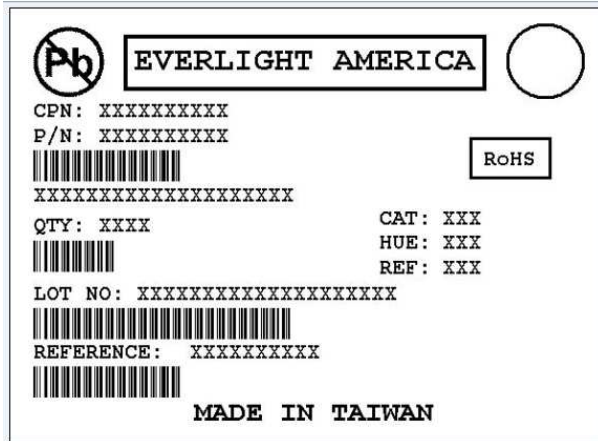 Pb
EVERLIGHT AMERICA
CPN: XXXXXXXXXX
P/N: XXXXXXXXXX
RoHS
XXXXXXXXXXXXXXXXXXXX
QTY: XXXX
CAT: XXX
HUE: XXX
REF: XXX
LOT NO: XXXXXXXXXXXXXXXXXXXX
REFERENCE: XXXXXXXXXX
MADE IN TAIWAN